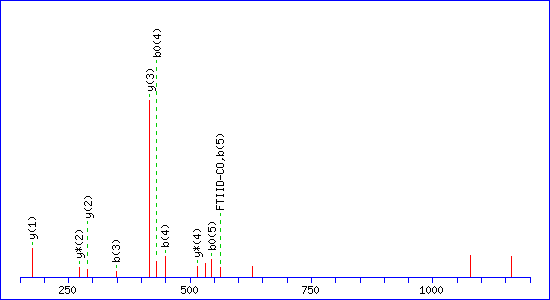 y(1)
y*(2)
y(2)
b(3)
y(3)
b0(4)
b(4)
y*(4)
b0(5)
FTIID-CO,b(5)
250
500
750
1000